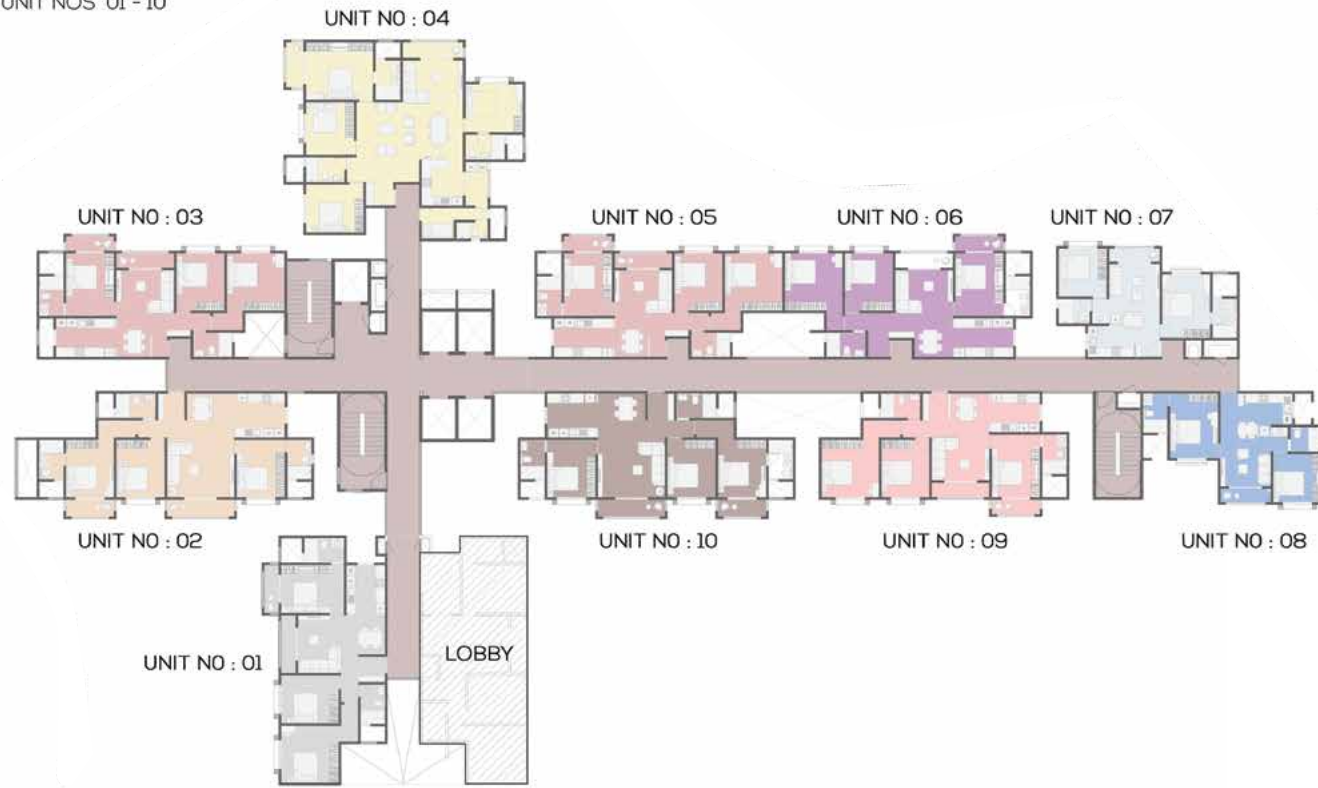 UNIT NOS 01 - 10
UNIT NO : 04
UNIT NO : 03
UNIT NO : 05
UNIT NO : 06
UNIT NO : 07
UNIT NO : 02
UNIT NO : 10
UNIT NO : 09
UNIT NO : 08
UNIT NO : 01
LOBBY